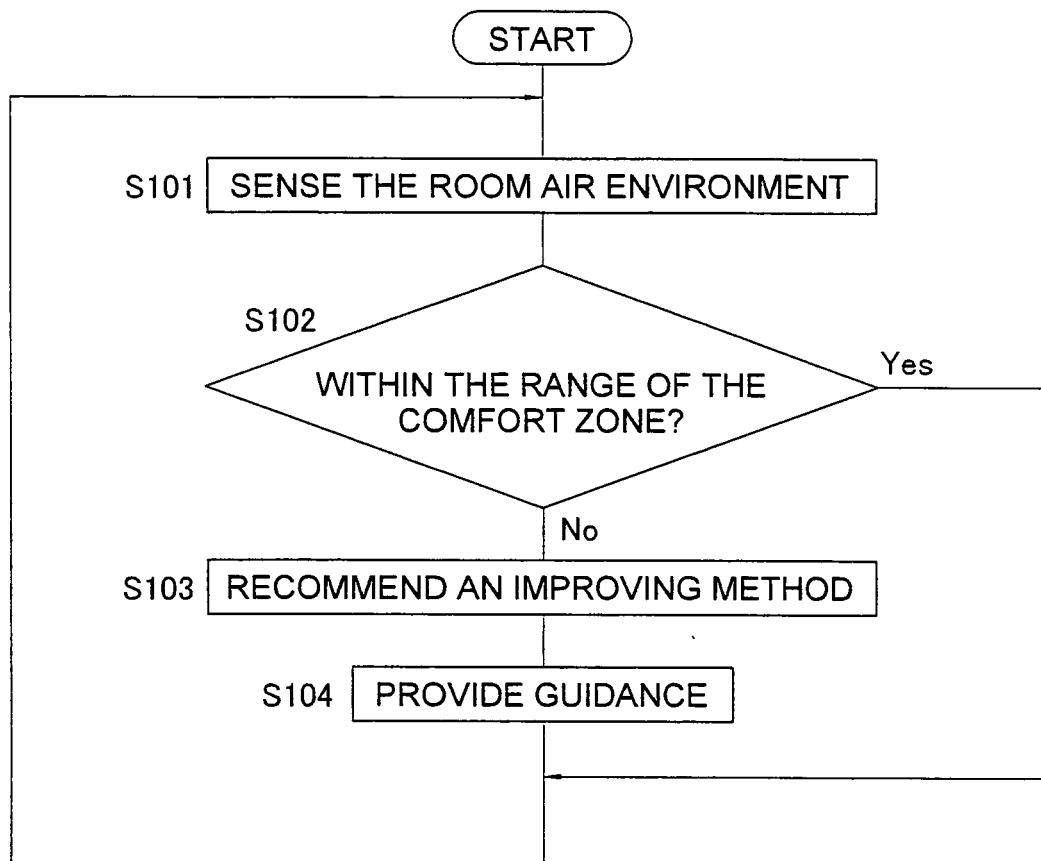 START
S101 SENSE THE ROOM AIR ENVIRONMENT
S102
Yes
WITHIN THE RANGE OF THE
COMFORT ZONE?
No
S103 RECOMMEND AN IMPROVING METHOD
S104 PROVIDE GUIDANCE